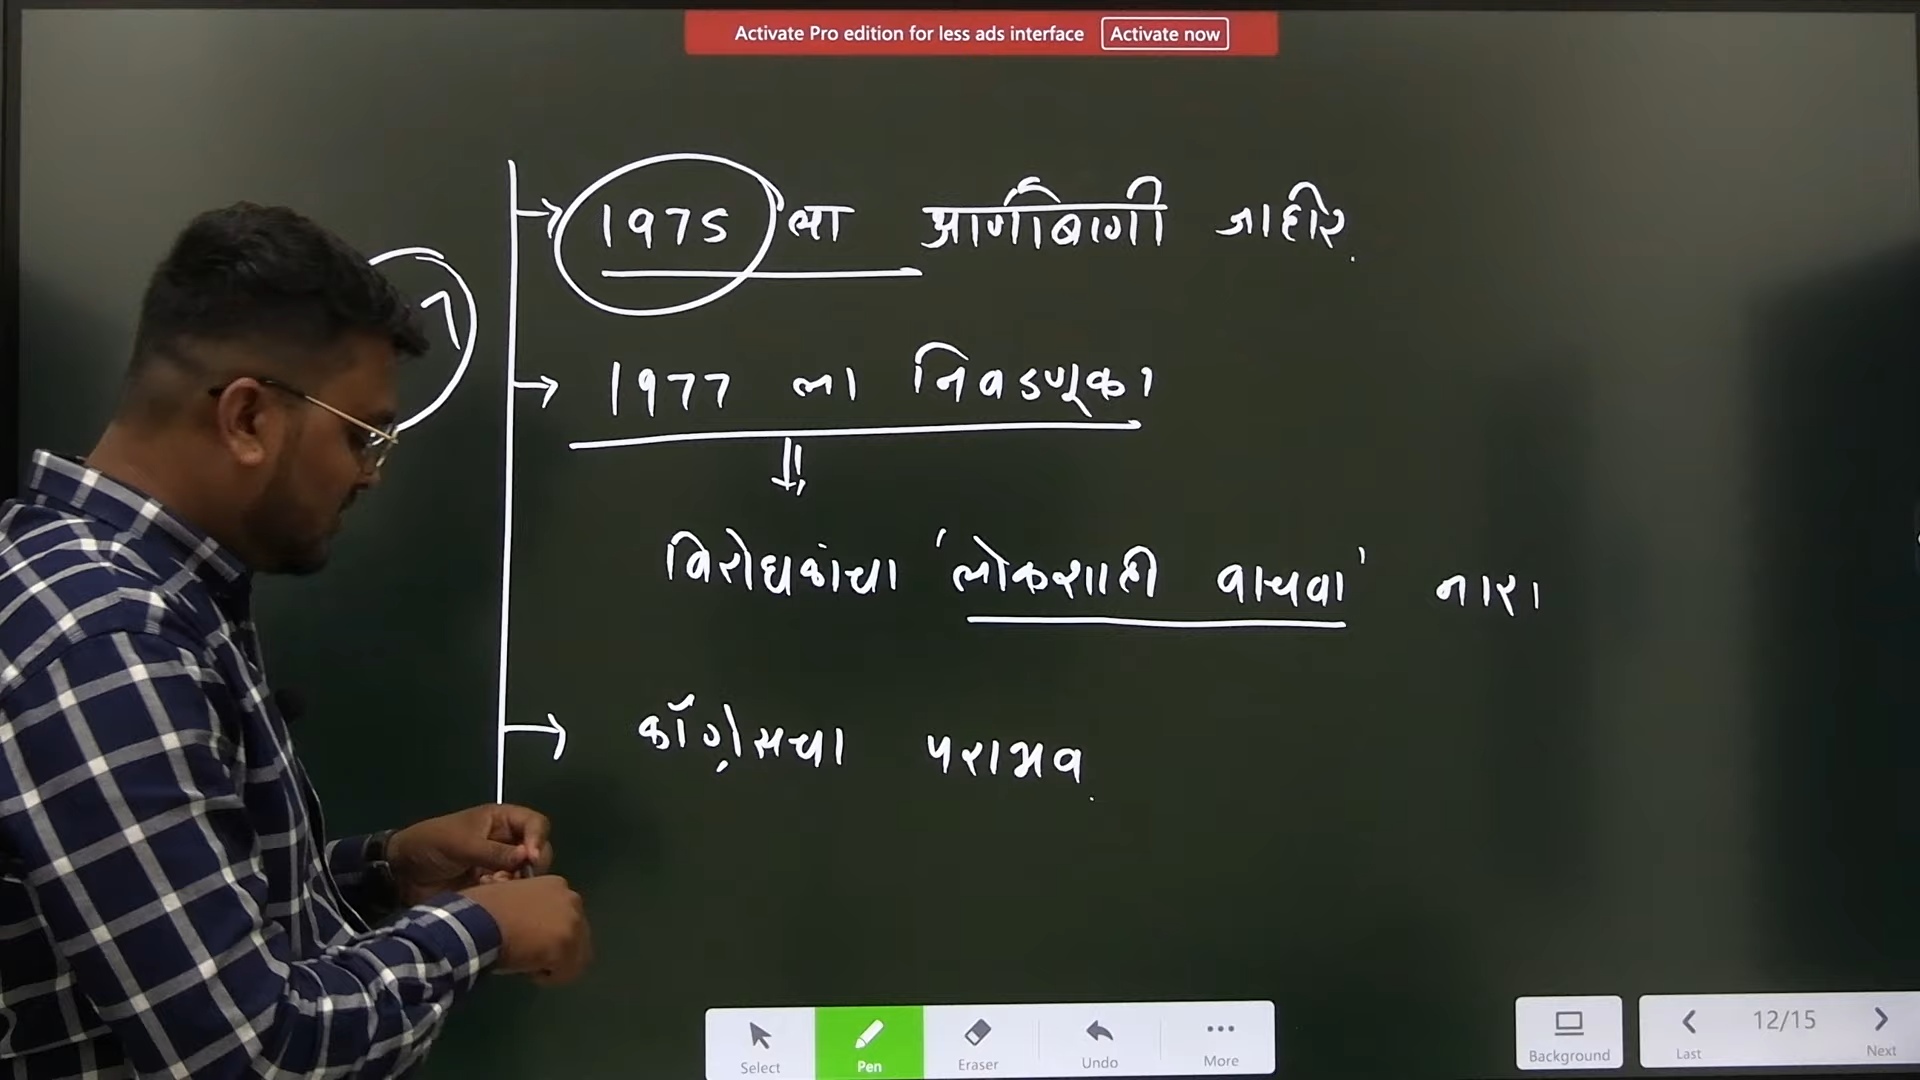 Activate Pro edition for less ads interface Activate now
1975 ला आणीबाणी जाहीर.
1977 ला निवडणूका
विरोधकांचा 'लोकशाही वाचवा' नारा
काँग्रेसचा पराभव.
Select Pen Eraser Undo More
Background
Last 12/15 Next